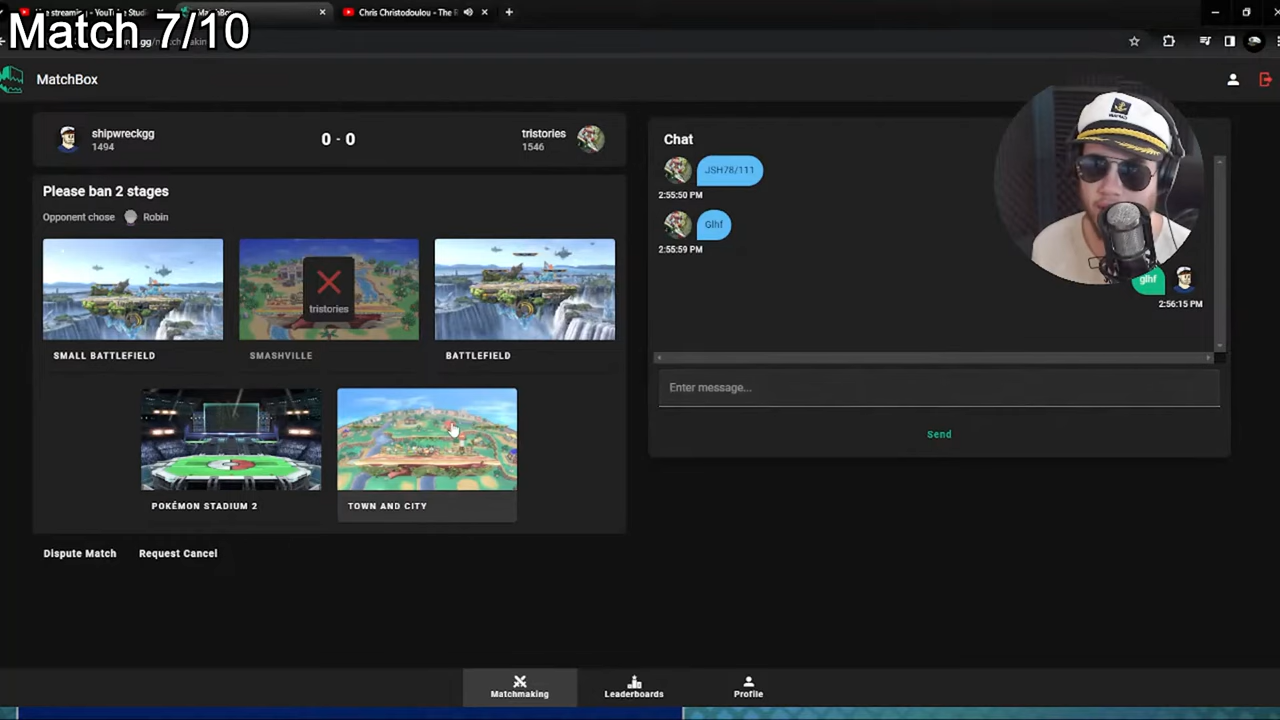 Match 7/10
Chris Christodoulou - The
MatchBox
shipwreckgg
1494
0 - 0
tristories
1546
Please ban 2 stages
Opponent chose Robin
tristories
SMALL BATTLEFIELD
SMASHVILLE
BATTLEFIELD
POKÉMON STADIUM 2
TOWN AND CITY
Dispute Match
Request Cancel
Chat
JSH78/111
2:55:50 PM
Glhf
2:55:59 PM
glhf
2:56:15 PM
Enter message...
Send
Matchmaking
Leaderboards
Profile